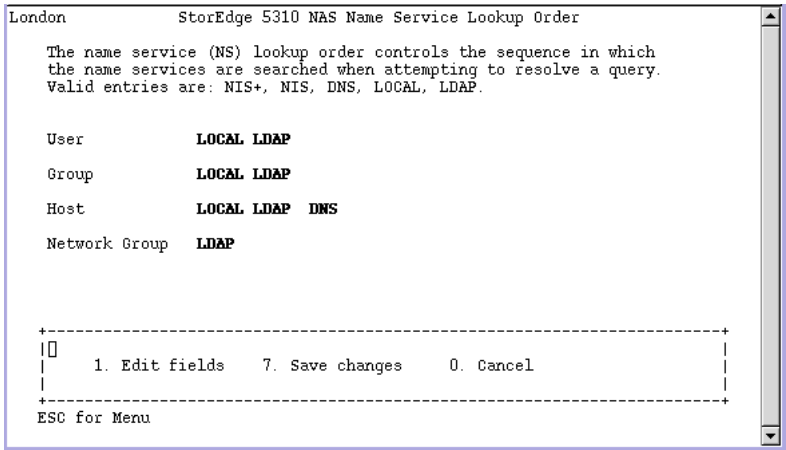 London StorEdge 5310 NAS Name Service Lookup Order
The name service (NS) lookup order controls the sequence in which
the name services are searched when attempting to resolve a query.
Valid entries are: NIS+, NIS, DNS, LOCAL, LDAP.
User LOCAL LDAP
Group LOCAL LDAP
Host LOCAL LDAP DNS
Network Group LDAP
1. Edit fields 7. Save changes 0. Cancel
ESC for Menu